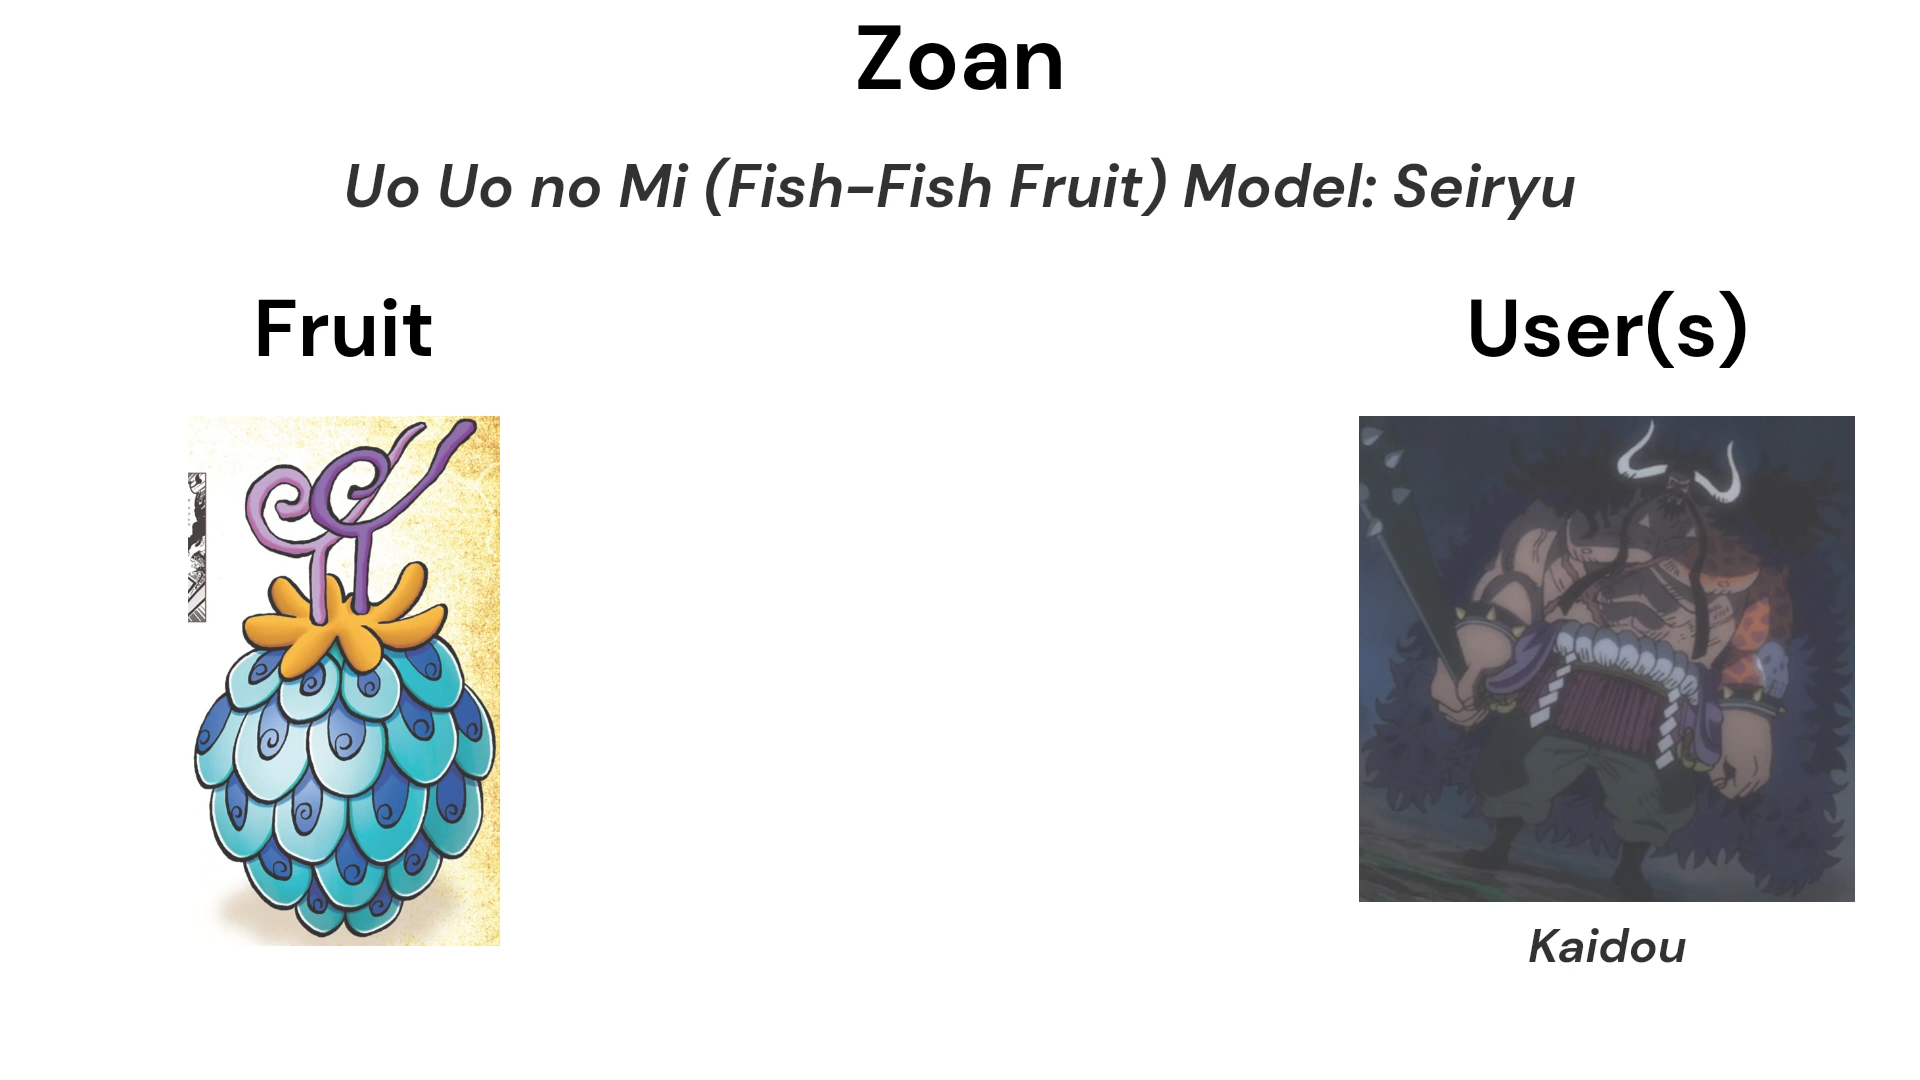 Zoan
Uo Uo no Mi (Fish-Fish Fruit) Model: Seiryu
Fruit
User(s)
Kaidou